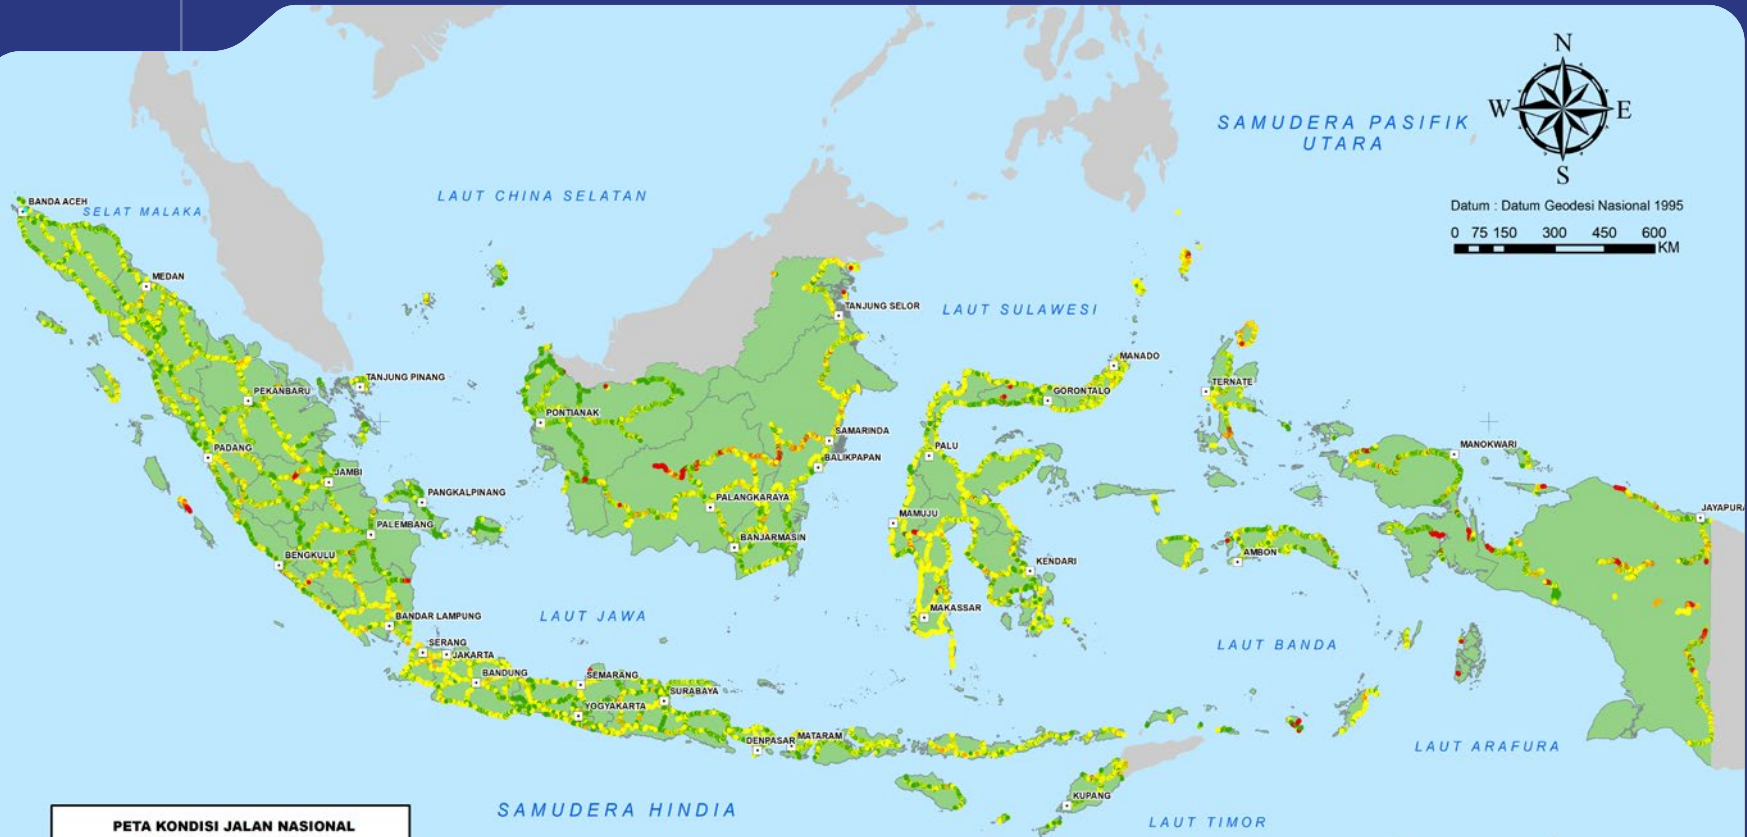 N
W
E
S
SAMUDERA PASIFIK
UTARA
Datum : Datum Geodesi Nasional 1995
0 75 150 300 450 600
KM
LAUT CHINA SELATAN
BANDA ACEH
SELAT MALAKA
MEDAN
TANJUNG SELOR
LAUT SULAWESI
MANADO
TANJUNG PINANG
TERNATE
PEKANBARU
GORONTALO
PONTIANAK
SAMARINDA
PADANG
PALU
MANOKWARI
BALIKPAPAN
JAMBI
PANGKALPINANG
PALANGKARAYA
JAYAPURA
MAMUJU
PALEMBANG
BANJARMASIN
BENGKULU
AMBON
KENDARI
MAKASSAR
BANDAR LAMPUNG
LAUT JAWA
SERANG
JAKARTA
LAUT BANDA
BANDUNG
SEMARANG
SURABAYA
YOGYAKARTA
DENPASAR
MATARAM
LAUT ARAFURA
KUPANG
SAMUDERA HINDIA
LAUT TIMOR
PETA KONDISI JALAN NASIONAL